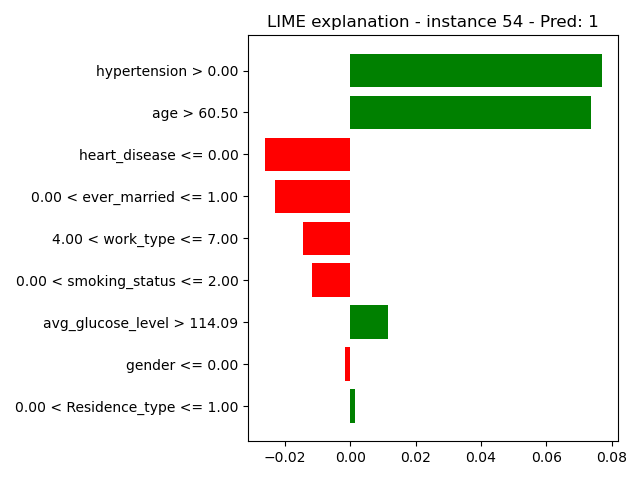 LIME explanation - instance 54 - Pred: 1
hypertension > 0.00
age > 60.50
heart_disease <= 0.00
0.00 < ever_married <= 1.00
4.00 < work_type <= 7.00
0.00 < smoking_status <= 2.00
avg_glucose_level > 114.09
gender <= 0.00
0.00 < Residence_type <= 1.00
−0.02 0.00 0.02 0.04 0.06 0.08